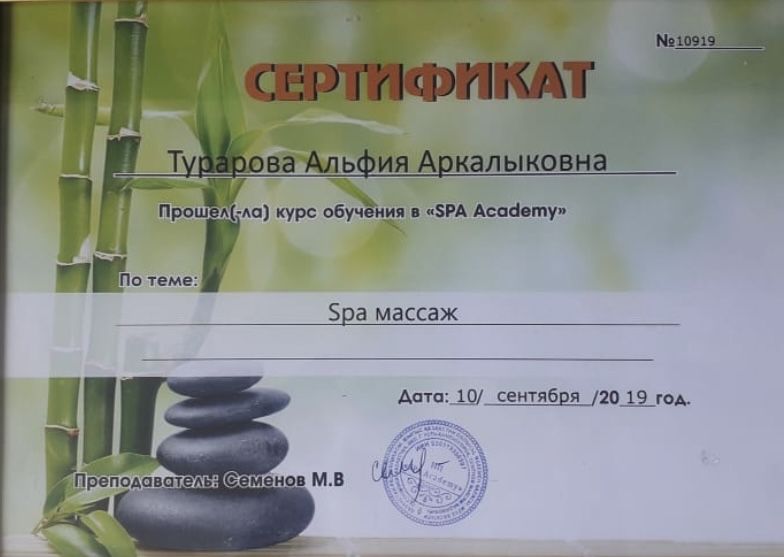 №10919
СЕРТИФИКАТ
Турарова Альфия Аркалыковна
Прошел(-ла) курс обучения в «SPA Academy»
По теме:
Spa массаж
Дата: 10/ сентября /2019 год.
Преподаватель: Семенов М.В
Academy